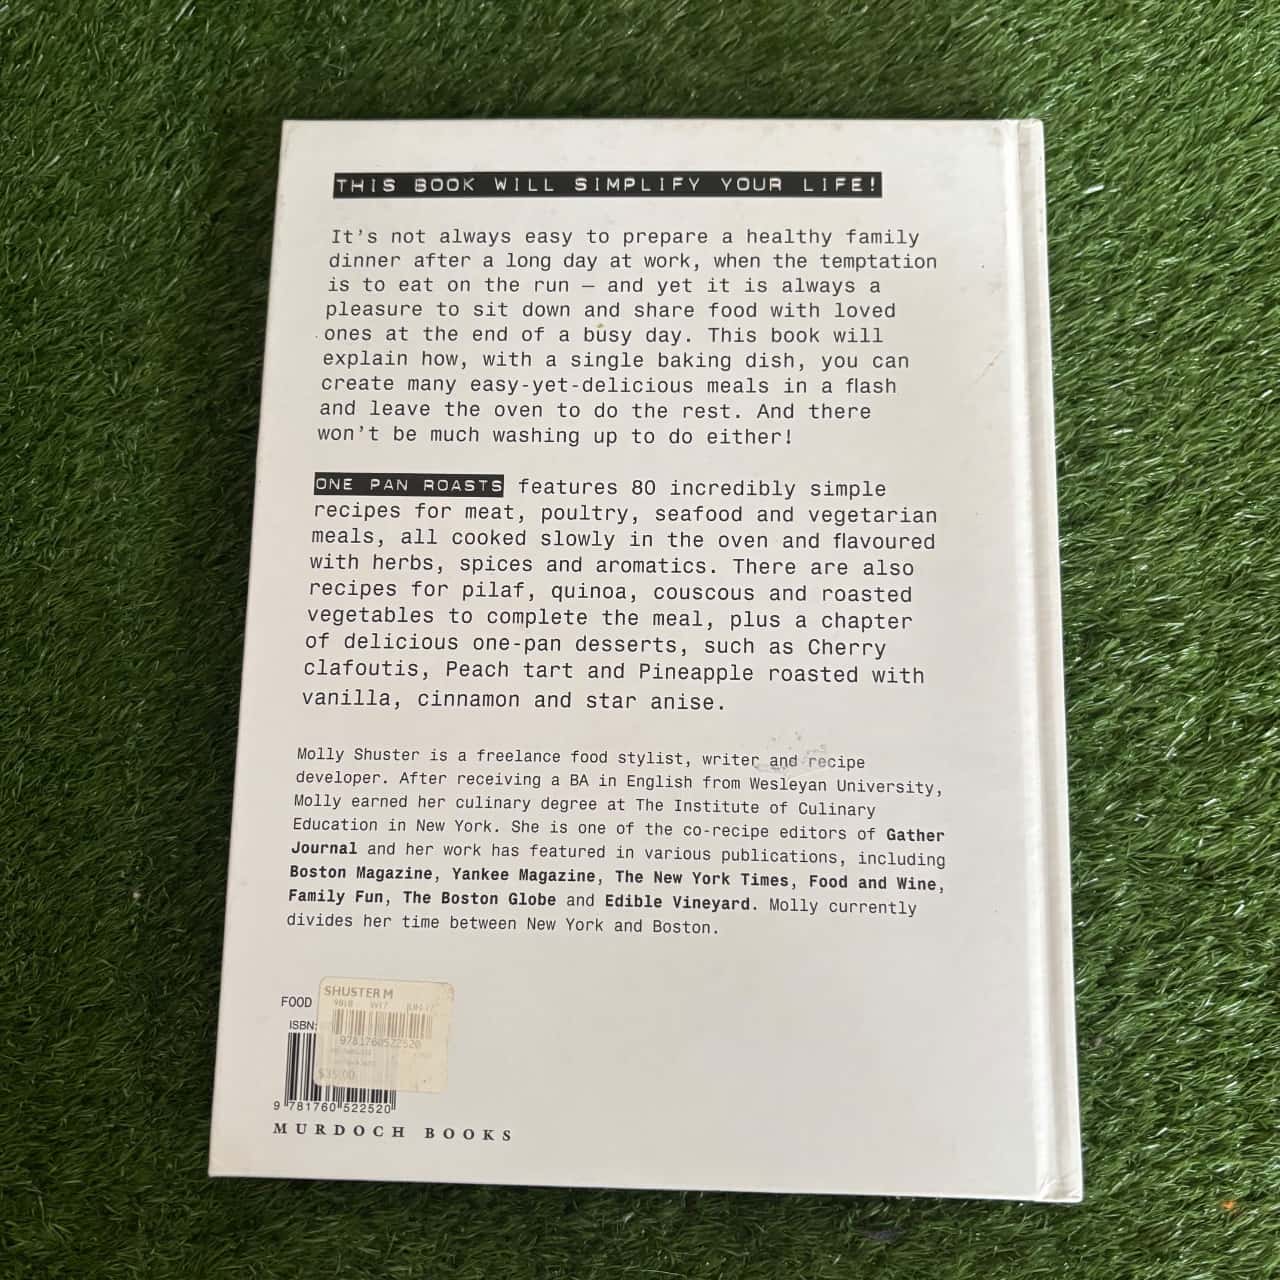 THIS BOOK WILL SIMPLIFY YOUR LIFE!
It's not always easy to prepare a healthy family
dinner after a long day at work, when the temptation
is to eat on the run — and yet it is always a
pleasure to sit down and share food with loved
ones at the end of a busy day. This book will
explain how, with a single baking dish, you can
create many easy-yet-delicious meals in a flash
and leave the oven to do the rest. And there
won't be much washing up to do either!
ONE PAN ROASTS features 80 incredibly simple
recipes for meat, poultry, seafood and vegetarian
meals, all cooked slowly in the oven and flavoured
with herbs, spices and aromatics. There are also
recipes for pilaf, quinoa, couscous and roasted
vegetables to complete the meal, plus a chapter
of delicious one-pan desserts, such as Cherry
clafoutis, Peach tart and Pineapple roasted with
vanilla, cinnamon and star anise.
Molly Shuster is a freelance food stylist, writer and recipe
developer. After receiving a BA in English from Wesleyan University,
Molly earned her culinary degree at The Institute of Culinary
Education in New York. She is one of the co-recipe editors of Gather
Journal and her work has featured in various publications, including
Boston Magazine, Yankee Magazine, The New York Times, Food and Wine,
Family Fun, The Boston Globe and Edible Vineyard. Molly currently
divides her time between New York and Boston.
FOOD
SHUSTER M
ISBN:
9781760522520
$35.00
9 781760 522520
MURDOCH BOOKS